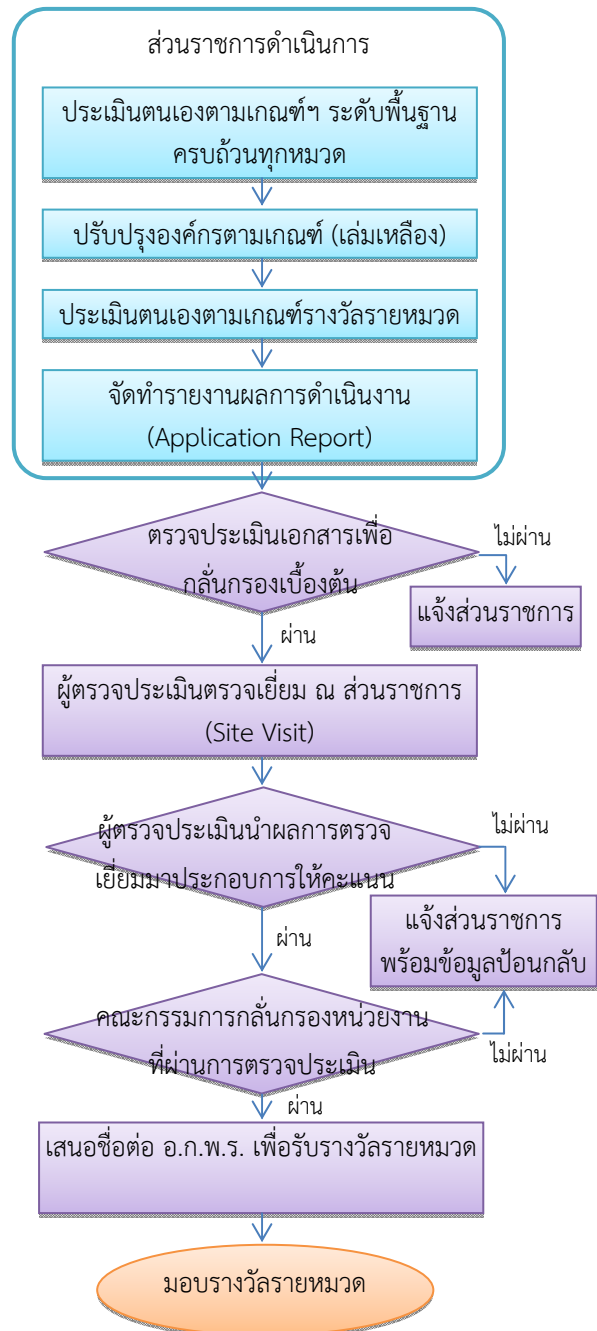 ส่วนราชการดำเนินการ
ประเมินตนเองตามเกณฑ์ฯ ระดับพื้นฐาน
ครบถ้วนทุกหมวด
ปรับปรุงองค์กรตามเกณฑ์ (เล่มเหลือง)
ประเมินตนเองตามเกณฑ์รางวัลรายหมวด
จัดทำรายงานผลการดำเนินงาน
(Application Report)
ตรวจประเมินเอกสารเพื่อ
กลั่นกรองเบื้องต้น
ไม่ผ่าน
แจ้งส่วนราชการ
ผ่าน
ผู้ตรวจประเมินตรวจเยี่ยม ณ ส่วนราชการ
(Site Visit)
ผู้ตรวจประเมินนำผลการตรวจ
เยี่ยมมาประกอบการให้คะแนน
ไม่ผ่าน
แจ้งส่วนราชการ
พร้อมข้อมูลป้อนกลับ
ผ่าน
คณะกรรมการกลั่นกรองหน่วยงาน
ที่ผ่านการตรวจประเมิน
ไม่ผ่าน
ผ่าน
เสนอชื่อต่อ อ.ก.พ.ร. เพื่อรับรางวัลรายหมวด
มอบรางวัลรายหมวด